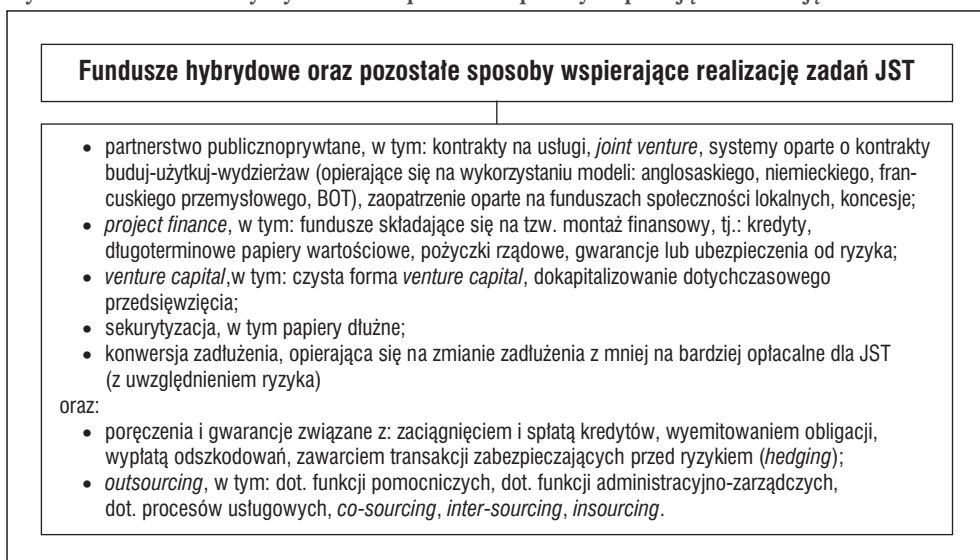 Fundusze hybrydowe oraz pozostałe sposoby wspierające realizację zadań JST
• partnerstwo publicznoprywtane, w tym: kontrakty na usługi, joint venture, systemy oparte o kontrakty
buduj-użytkuj-wydzierżaw (opierające się na wykorzystaniu modeli: anglosaskiego, niemieckiego, fran-
cuskiego przemysłowego, BOT), zaopatrzenie oparte na funduszach społeczności lokalnych, koncesje;
• project finance, w tym: fundusze składające się na tzw. montaż finansowy, tj.: kredyty,
długoterminowe papiery wartościowe, pożyczki rządowe, gwarancje lub ubezpieczenia od ryzyka;
• venture capital,w tym: czysta forma venture capital, dokapitalizowanie dotychczasowego
przedsięwzięcia;
• sekurytyzacja, w tym papiery dłużne;
• konwersja zadłużenia, opierająca się na zmianie zadłużenia z mniej na bardziej opłacalne dla JST
(z uwzględnieniem ryzyka)
oraz:
• poręczenia i gwarancje związane z: zaciągnięciem i spłatą kredytów, wyemitowaniem obligacji,
wypłatą odszkodowań, zawarciem transakcji zabezpieczających przed ryzykiem (hedging);
• outsourcing, w tym: dot. funkcji pomocniczych, dot. funkcji administracyjno-zarządczych,
dot. procesów usługowych, co-sourcing, inter-sourcing, insourcing.